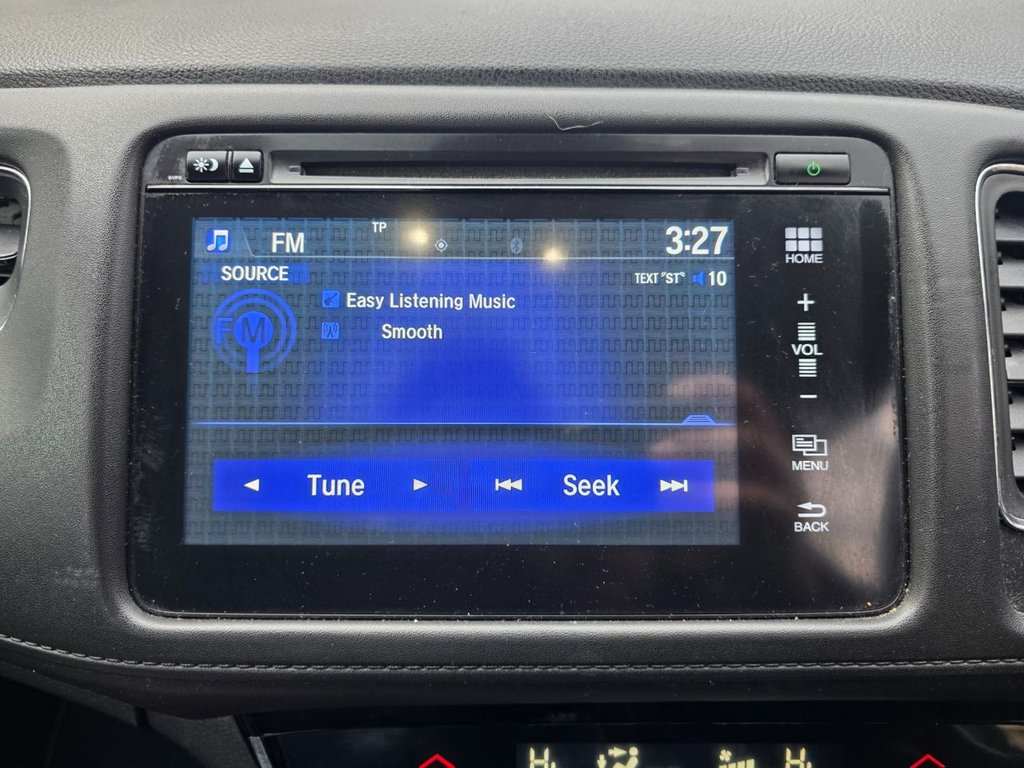 FM
TP
3:27
SOURCE
TEXT "ST" 10
Easy Listening Music
FM
Smooth
Tune
Seek
HOME
+
VOL
−
MENU
BACK
H
H